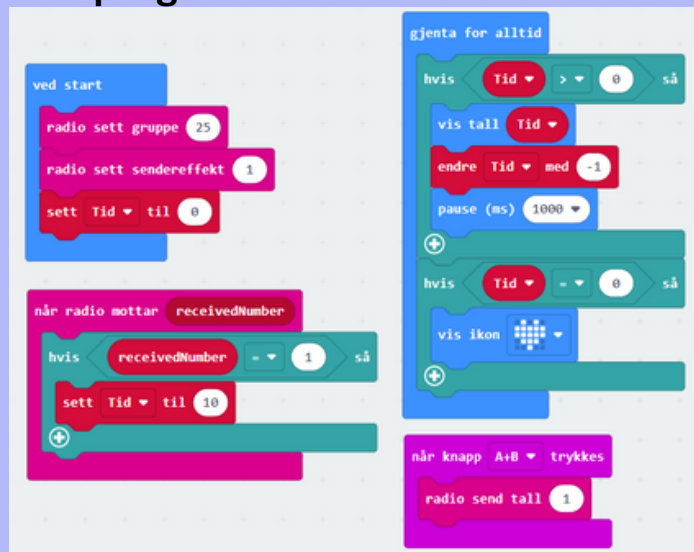 ved start
radio sett gruppe 25
radio sett sendereffekt 1
sett Tid til 0
når radio mottar receivedNumber
hvis receivedNumber = 1 så
sett Tid til 10
gjenta for alltid
hvis Tid > 0 så
vis tall Tid
endre Tid med -1
pause (ms) 1000
hvis Tid = 0 så
vis ikon
når knapp A+B trykkes
radio send tall 1